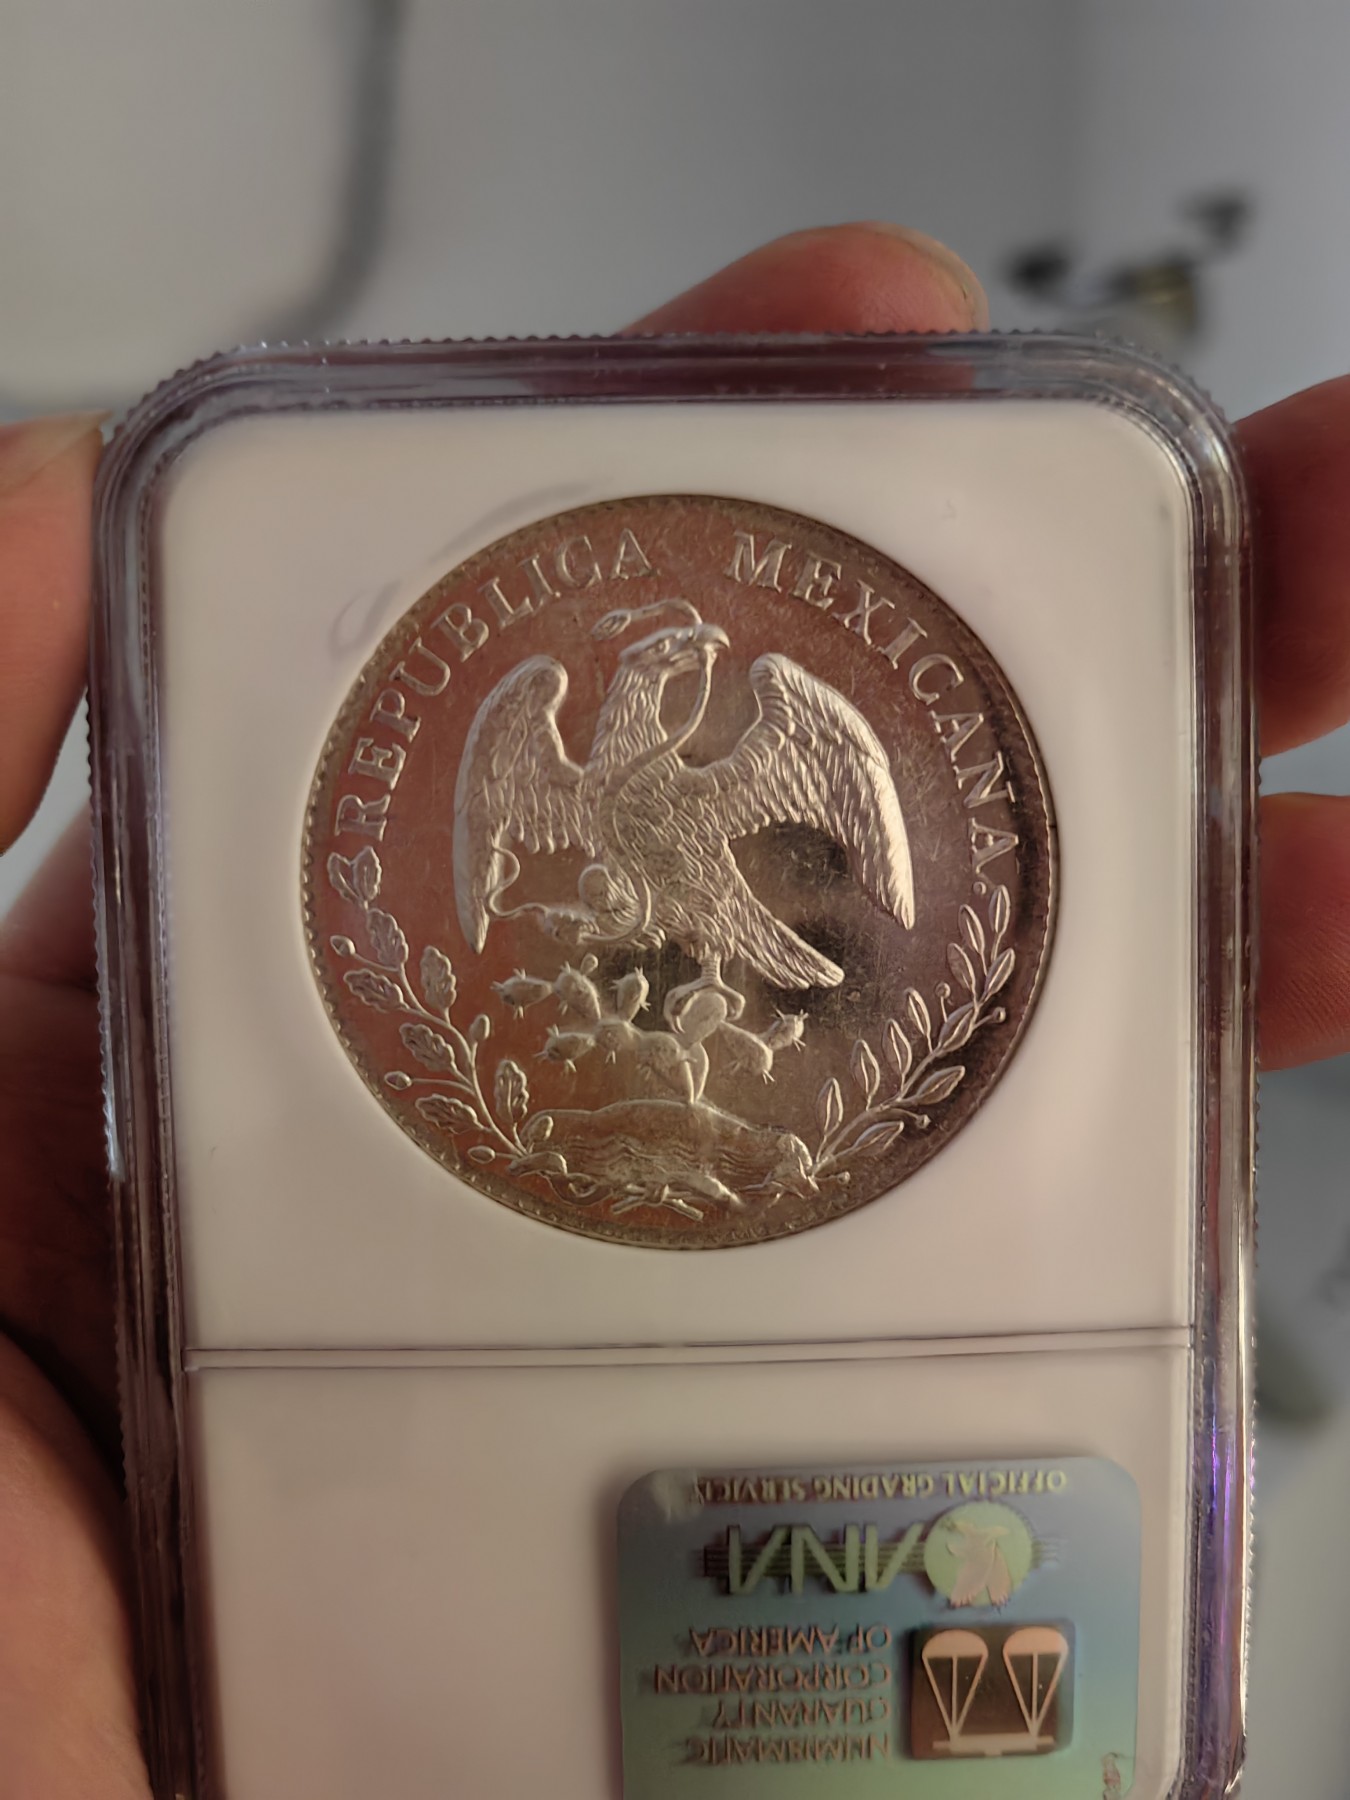 REPUBLICA MEXICANA.
NUMISMATIC
GUARANTY
CORPORATION
OF AMERICA
ANA
OFFICIAL GRADING SERVICE